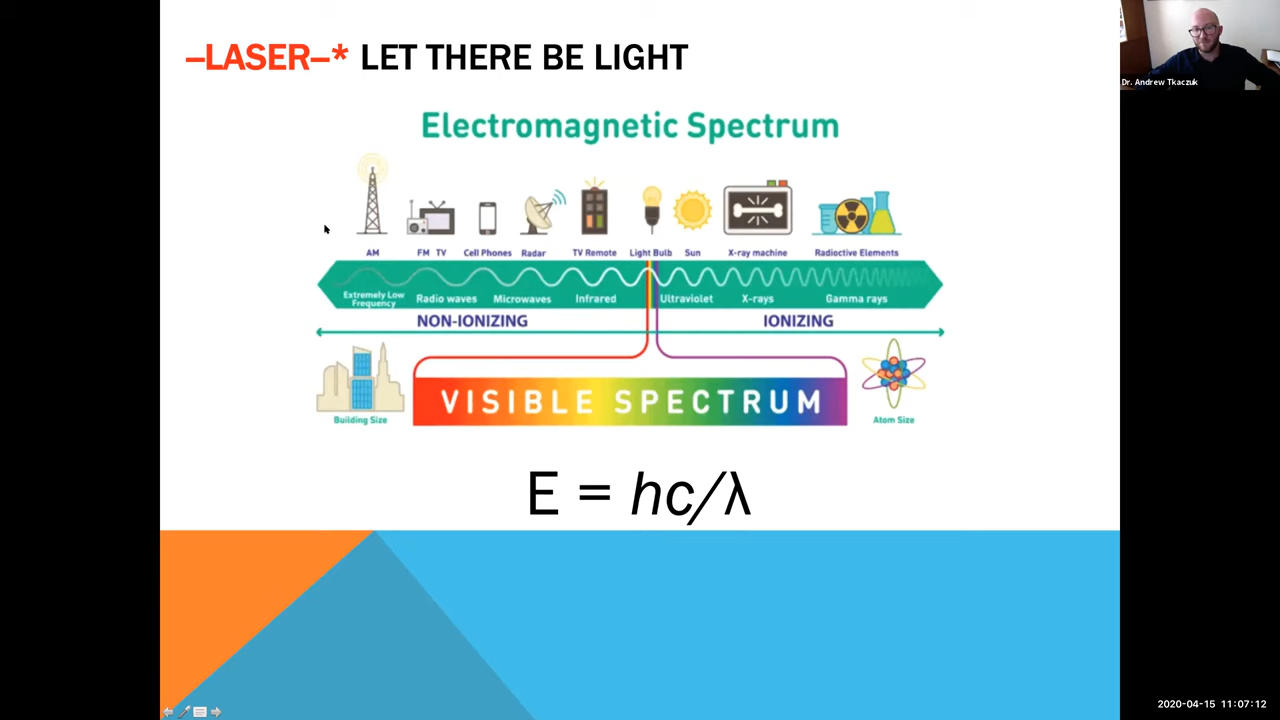 –LASER–* LET THERE BE LIGHT
Dr. Andrew Tkaczuk
Electromagnetic Spectrum
AM FM TV Cell Phones Radar TV Remote Light Bulb Sun X-ray machine Radioctive Elements
Extremely Low
Frequency
Radio waves Microwaves Infrared Ultraviolet X-rays Gamma rays
NON-IONIZING IONIZING
VISIBLE SPECTRUM
Building Size Atom Size
E = hc/λ
2020-04-15 11:07:12